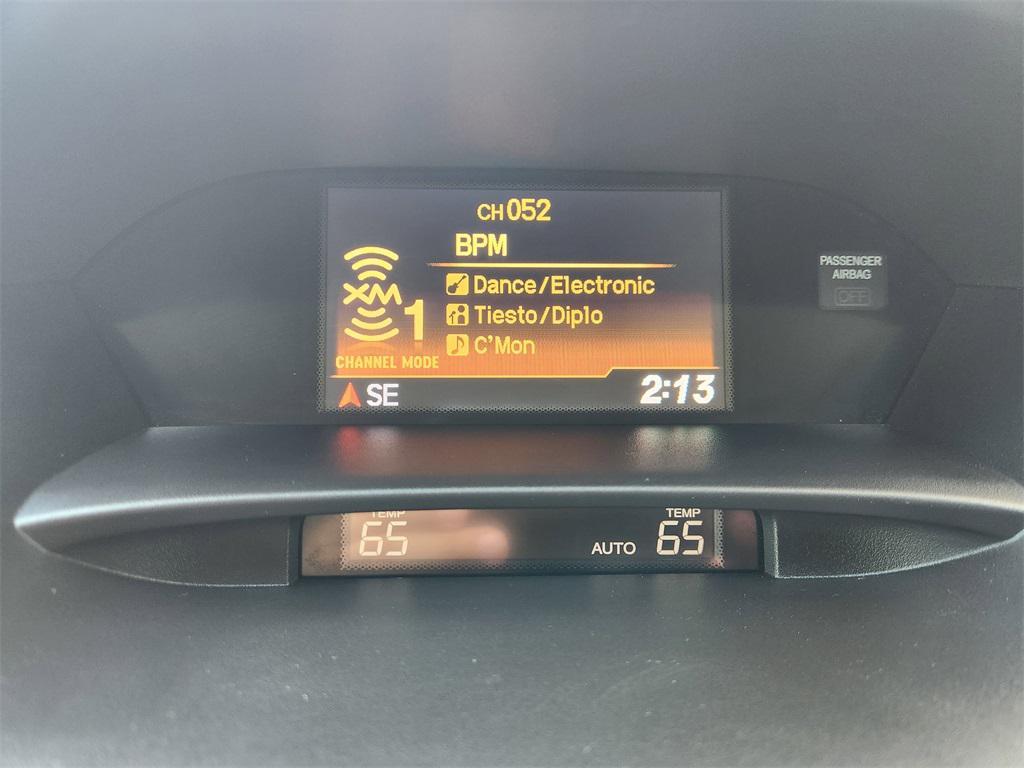 CH 052
BPM
Dance/Electronic
Tiesto/Diplo
C'Mon
XM 1
CHANNEL MODE
SE
2:13
PASSENGER
AIRBAG
OFF
TEMP
65
AUTO
TEMP
65